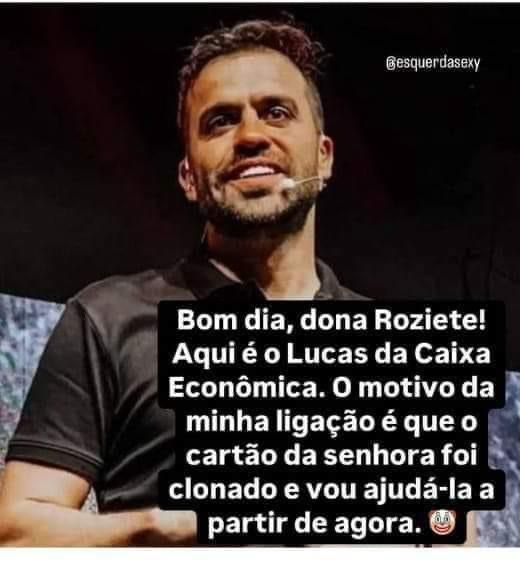 @esquerdasexy
Bom dia, dona Roziete!
Aqui é o Lucas da Caixa
Econômica. O motivo da
minha ligação é que o
cartão da senhora foi
clonado e vou ajudá-la a
partir de agora. 🤡